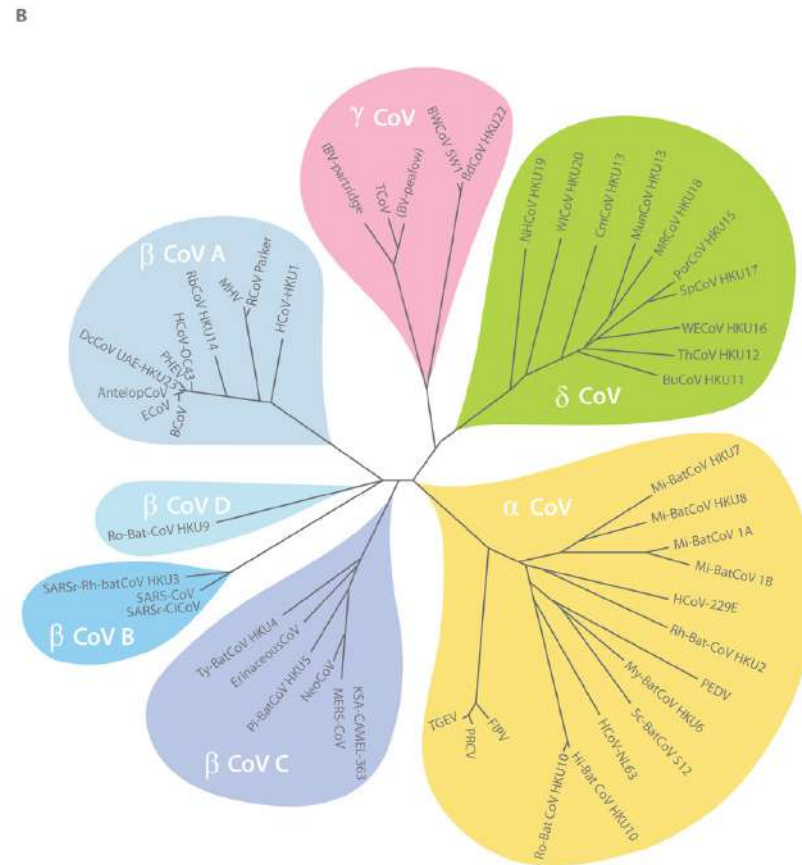 B
γ CoV
IBV-partridge
TCoV
(BV-peafowl
BWCoV SW1
BdCoV HKU22
NHCoV HKU19
WICoV HKU20
CmCoV HKU13
MunCoV HKU13
MRCoV HKU18
PorCoV HKU15
SpCoV HKU17
WECoV HKU16
ThCoV HKU12
BuCoV HKU11
δ CoV
β CoV A
DcCoV UAE-HKU23
PHEV
HCoV-OC43
RbCoV HKU14
MHV
RCoV Parker
HCoV-HKU1
AntelopCoV
ECoV
BCoV
β CoV D
Ro-Bat-CoV HKU9
SARSr-Rh-batCoV HKU3
SARS-CoV
SARSr-CiCoV
β CoV B
Ty-BatCoV HKU4
ErinaceousCoV
Pi-BatCoV HKU5
NeoCoV
MERS-CoV
KSA-CAMEL-363
β CoV C
α CoV
Mi-BatCoV HKU7
Mi-BatCoV HKU8
Mi-BatCoV 1A
Mi-BatCoV 1B
HCoV-229E
Rh-Bat-CoV HKU2
PEDV
My-BatCoV HKU6
Sc-BatCoV 512
HCoV-NL63
Hi-Bat CoV HKU10
Ro-Bat CoV HKU10
TGEV
PRCV
FIPV